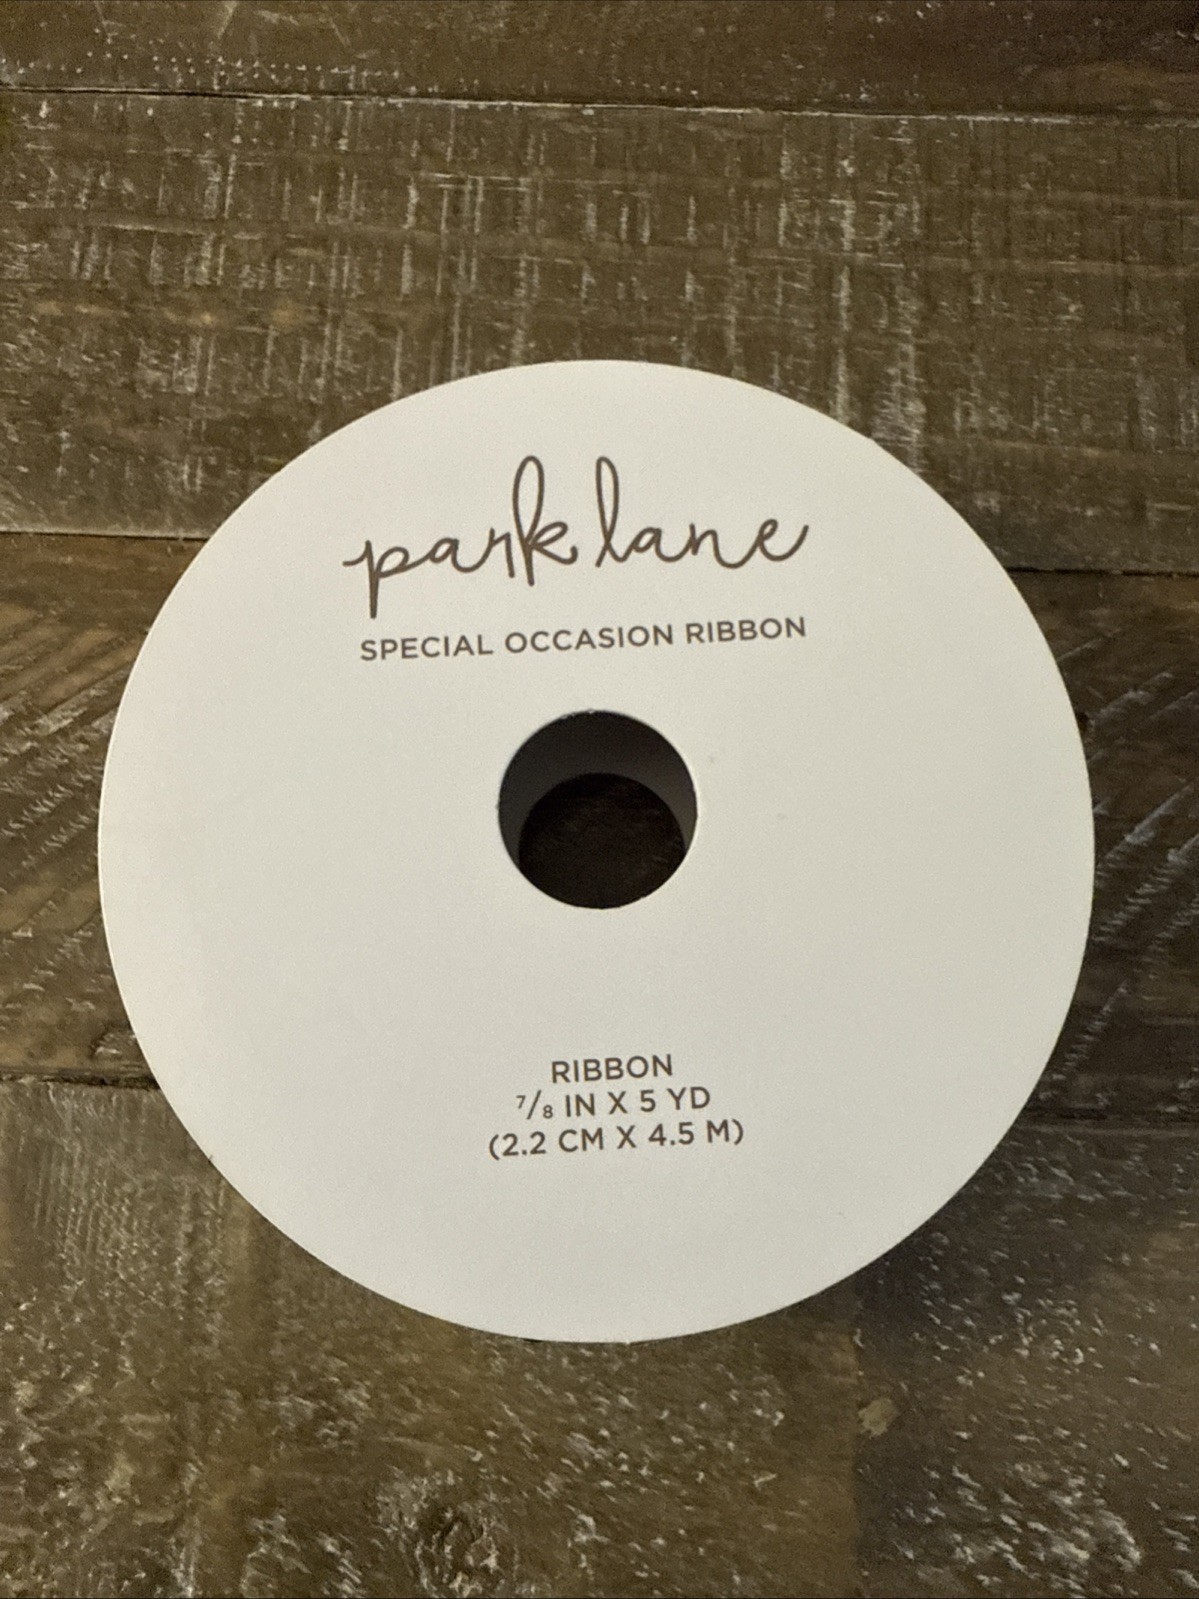 park lane
SPECIAL OCCASION RIBBON
RIBBON
⁷/₈ IN X 5 YD
(2.2 CM X 4.5 M)